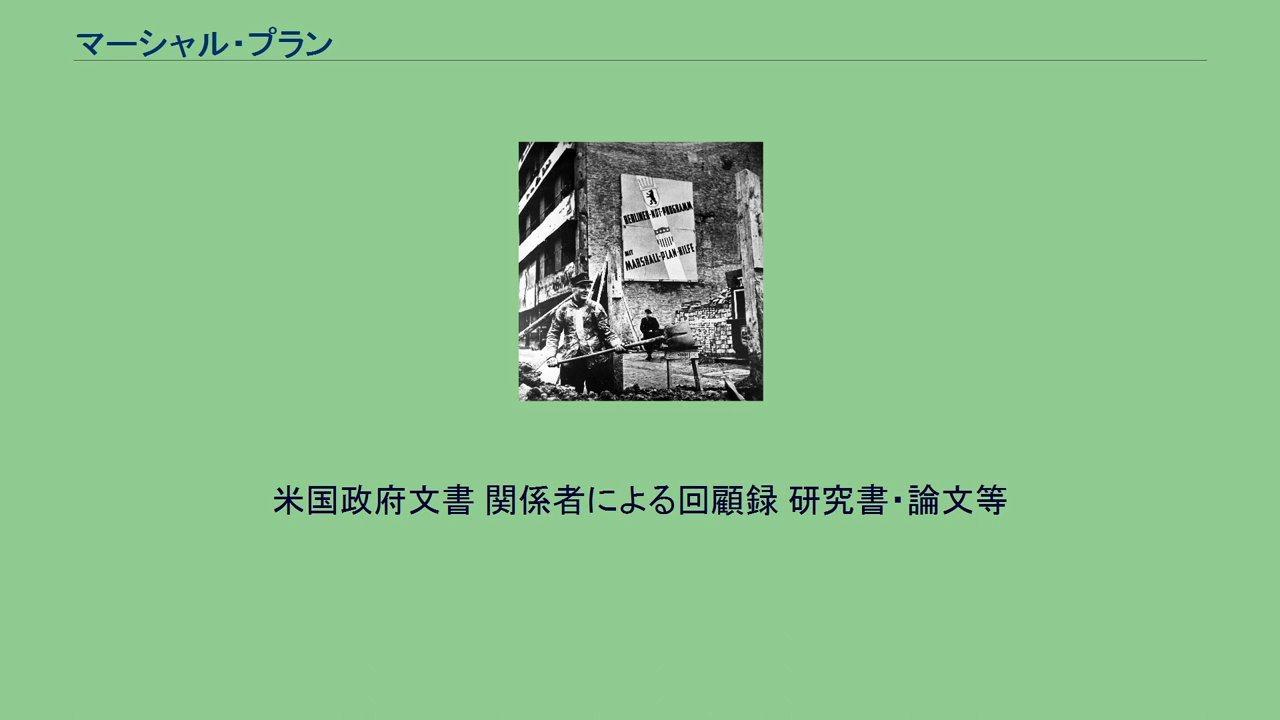 マーシャル・プラン
BERLINER-NOT-PROGRAMM
MIT
MARSHALL-PLAN-HILFE
米国政府文書 関係者による回顧録 研究書・論文等